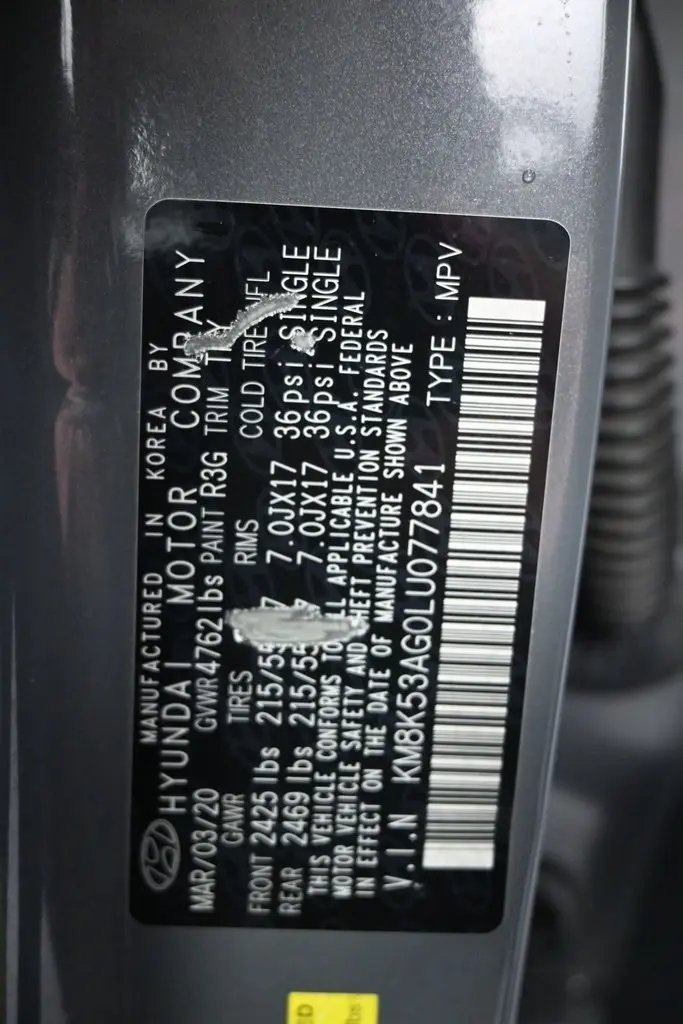 MANUFACTURED IN KOREA BY
HYUNDAI MOTOR COMPANY
MAR/03/20 GVWR 4762lbs PAINT R3G TRIM
GAWR TIRES RIMS COLD TIRE
FRONT 2425 lbs 215/55 7.0JX17 36psi SINGLE
REAR 2469 lbs 215/55 7.0JX17 36psi SINGLE
THIS VEHICLE CONFORMS TO APPLICABLE U.S.A. FEDERAL
MOTOR VEHICLE SAFETY AND THEFT PREVENTION STANDARDS
IN EFFECT ON THE DATE OF MANUFACTURE SHOWN ABOVE
V.I.N KM8K53AG0LU077841 TYPE : MPV